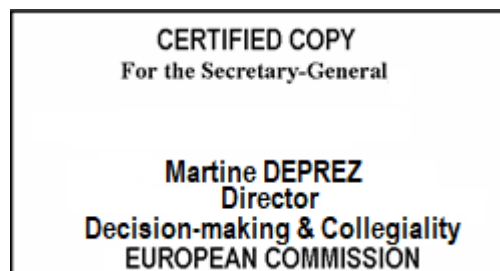 CERTIFIED COPY
For the Secretary-General
Martine DEPREZ
Director
Decision-making & Collegiality
EUROPEAN COMMISSION